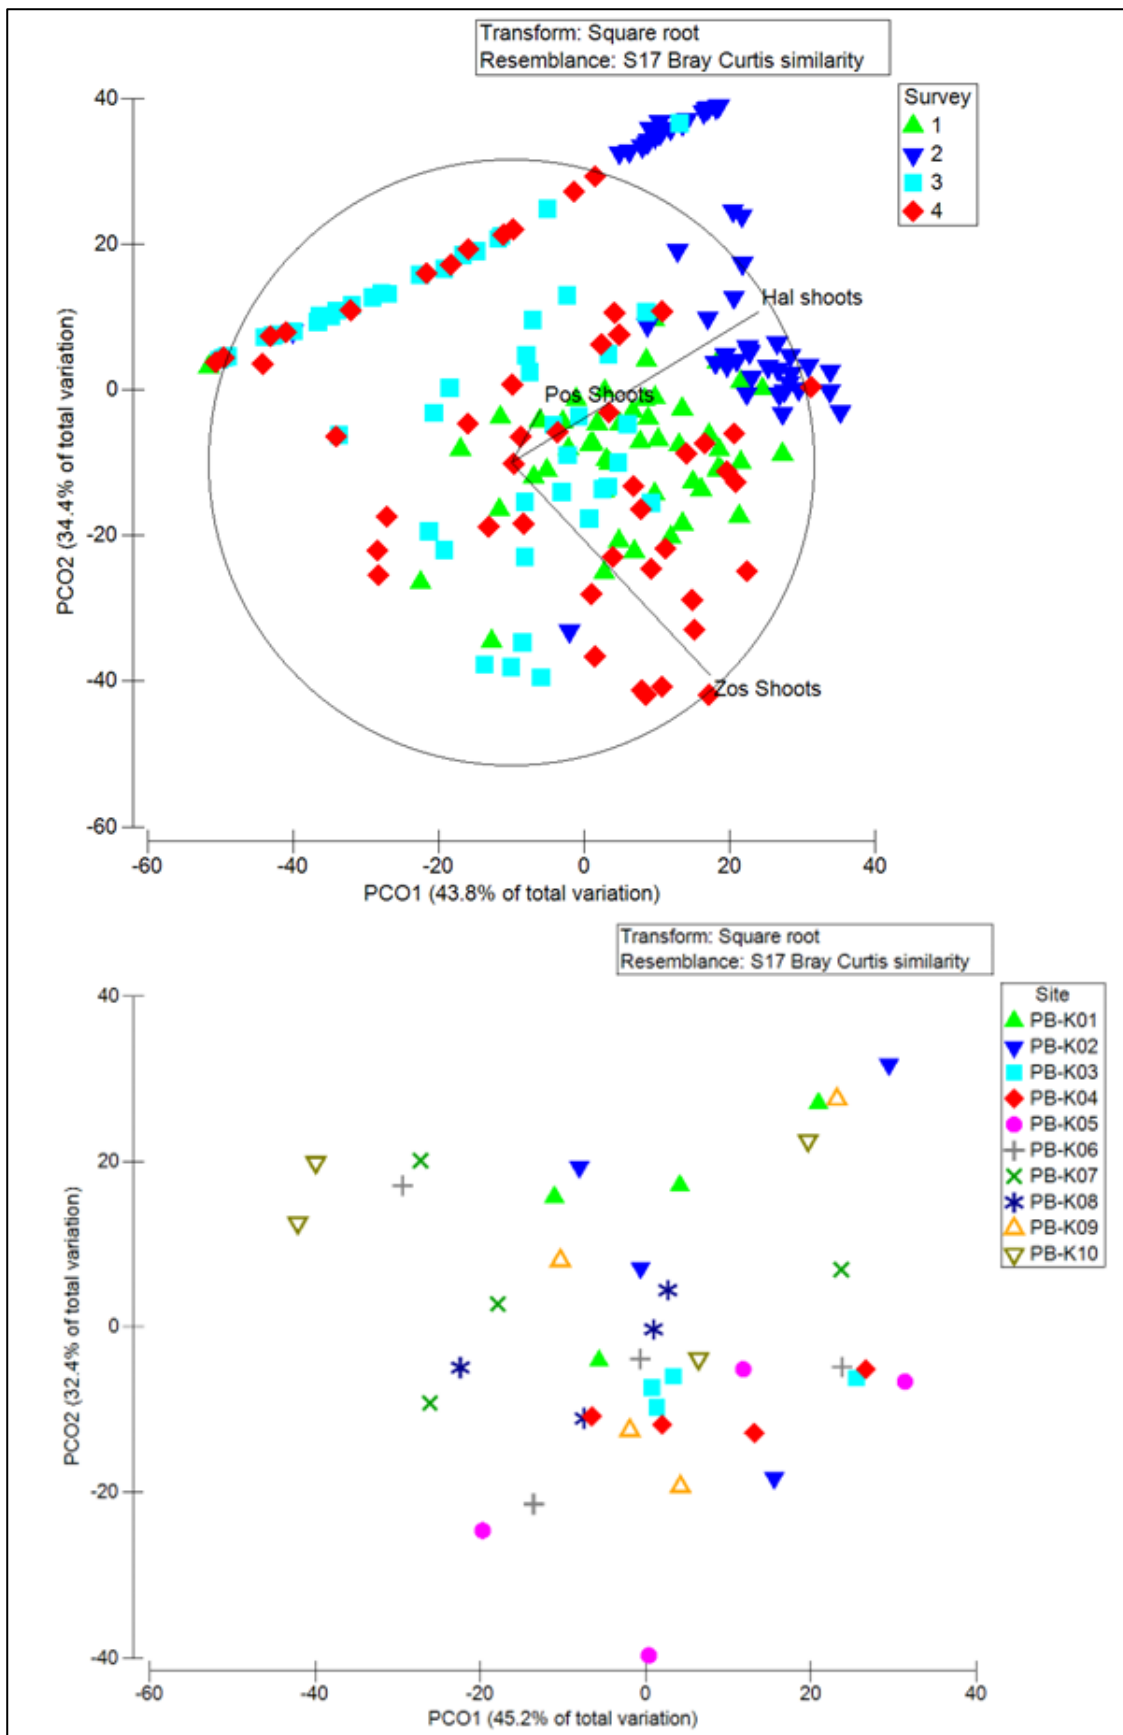 Transform: Square root
Resemblance: S17 Bray Curtis similarity
Survey
1
2
3
4
40
20
0
-20
-40
-60
PCO2 (34.4% of total variation)
Hal shoots
Pos Shoots
Zos Shoots
-60
-40
-20
0
20
40
PCO1 (43.8% of total variation)
Transform: Square root
Resemblance: S17 Bray Curtis similarity
Site
PB-K01
PB-K02
PB-K03
PB-K04
PB-K05
PB-K06
PB-K07
PB-K08
PB-K09
PB-K10
40
20
0
-20
-40
PCO2 (32.4% of total variation)
-60
-40
-20
0
20
40
PCO1 (45.2% of total variation)